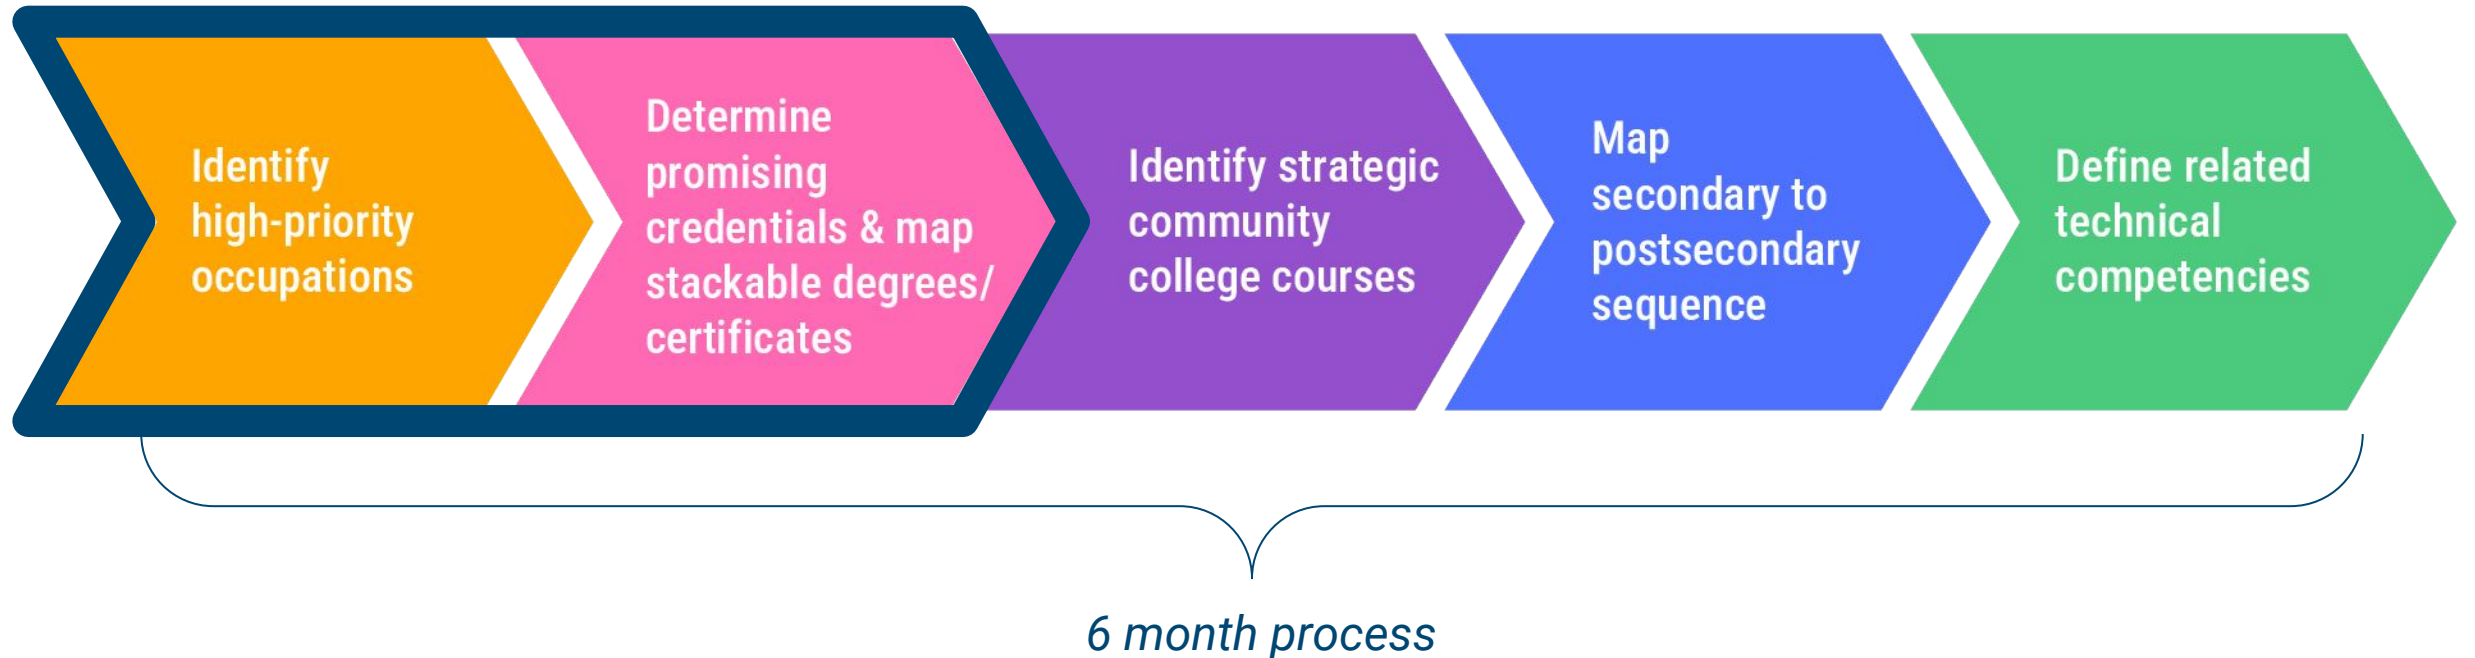 Identify
high-priority
occupations
Determine
promising
credentials & map
stackable degrees/
certificates
Identify strategic
community
college courses
Map
secondary to
postsecondary
sequence
Define related
technical
competencies
6 month process